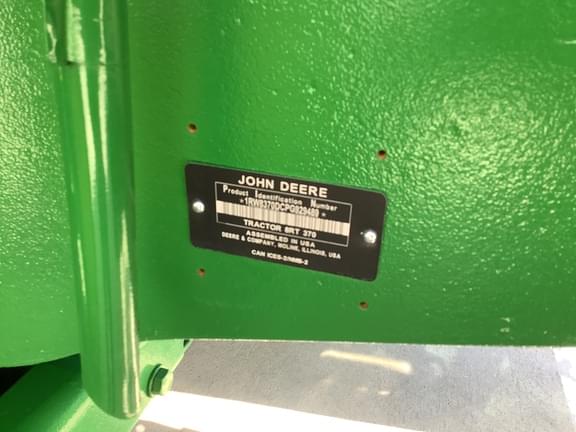 JOHN DEERE
Product Identification Number
*1RW8370DCPG929489*
TRACTOR 8RT 370
ASSEMBLED IN USA
DEERE & COMPANY, MOLINE, ILLINOIS, USA
CAN ICES-2/NMB-2